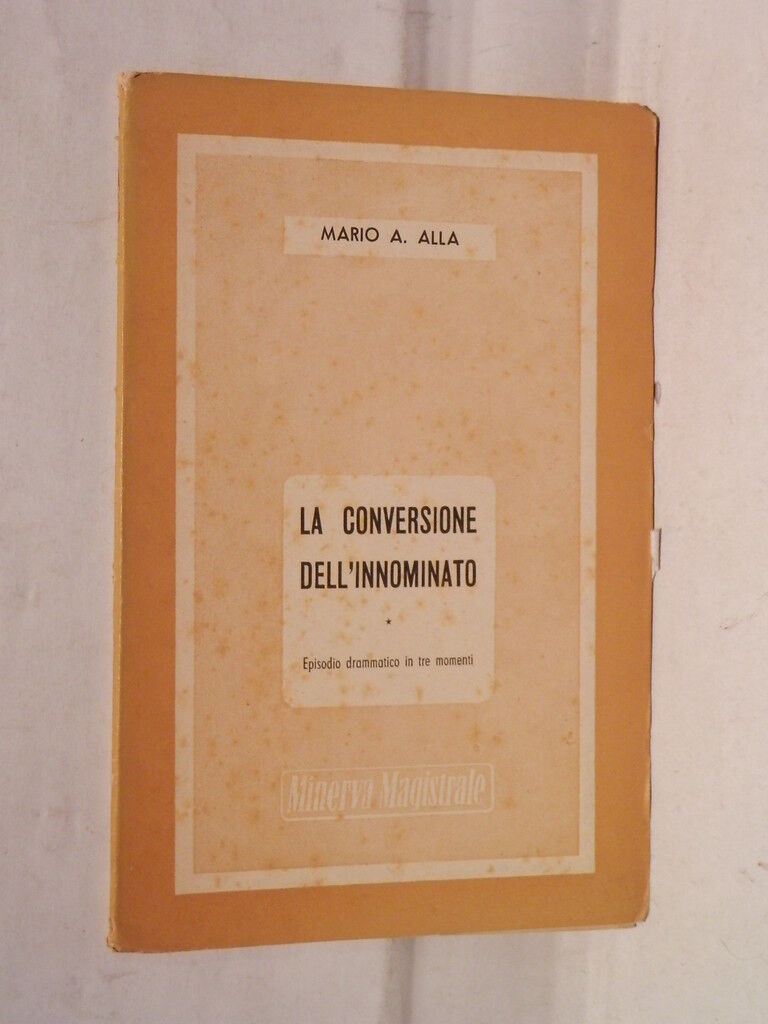 MARIO A. ALLA
LA CONVERSIONE
DELL'INNOMINATO
★
Episodio drammatico in tre momenti
Minerva Magistrale